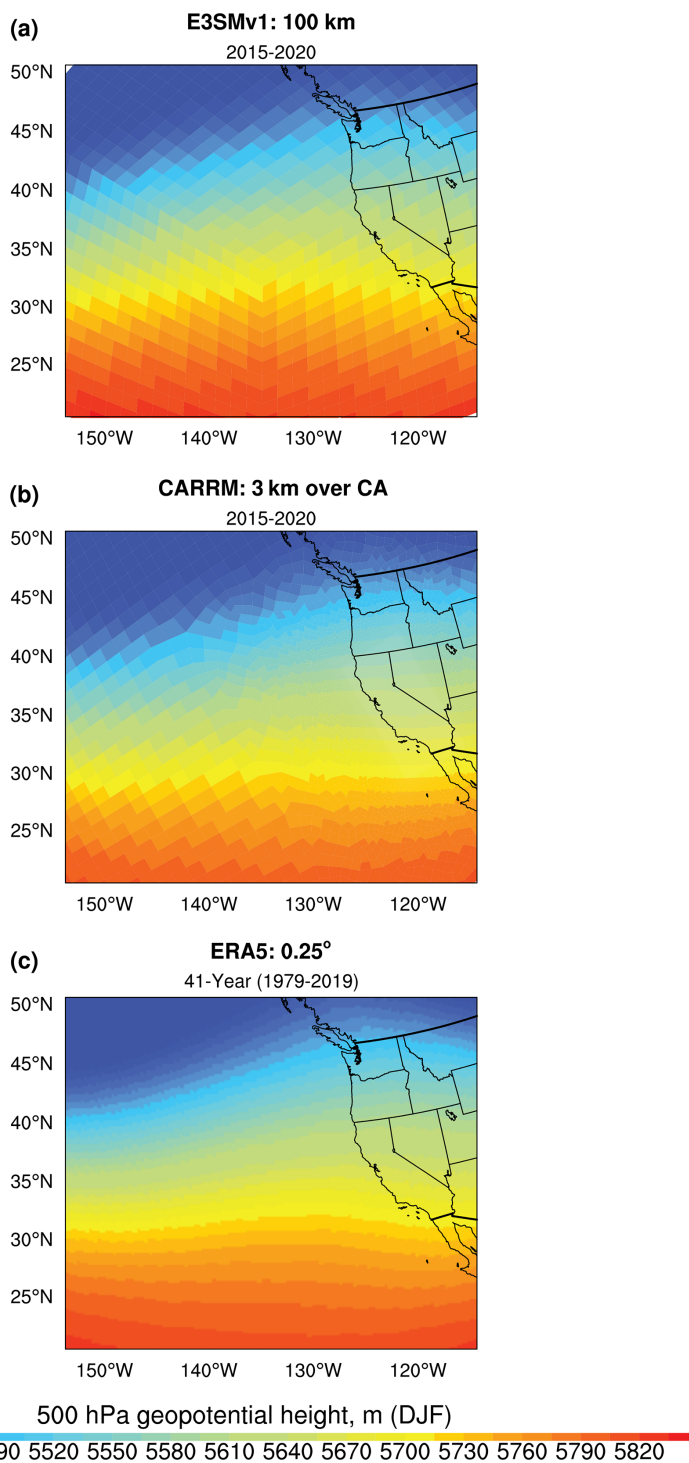 (a)
E3SMv1: 100 km
2015-2020
50°N
45°N
40°N
35°N
30°N
25°N
150°W 140°W 130°W 120°W
(b)
CARRM: 3 km over CA
2015-2020
50°N
45°N
40°N
35°N
30°N
25°N
150°W 140°W 130°W 120°W
(c)
ERA5: 0.25°
41-Year (1979-2019)
50°N
45°N
40°N
35°N
30°N
25°N
150°W 140°W 130°W 120°W
500 hPa geopotential height, m (DJF)
90 5520 5550 5580 5610 5640 5670 5700 5730 5760 5790 5820